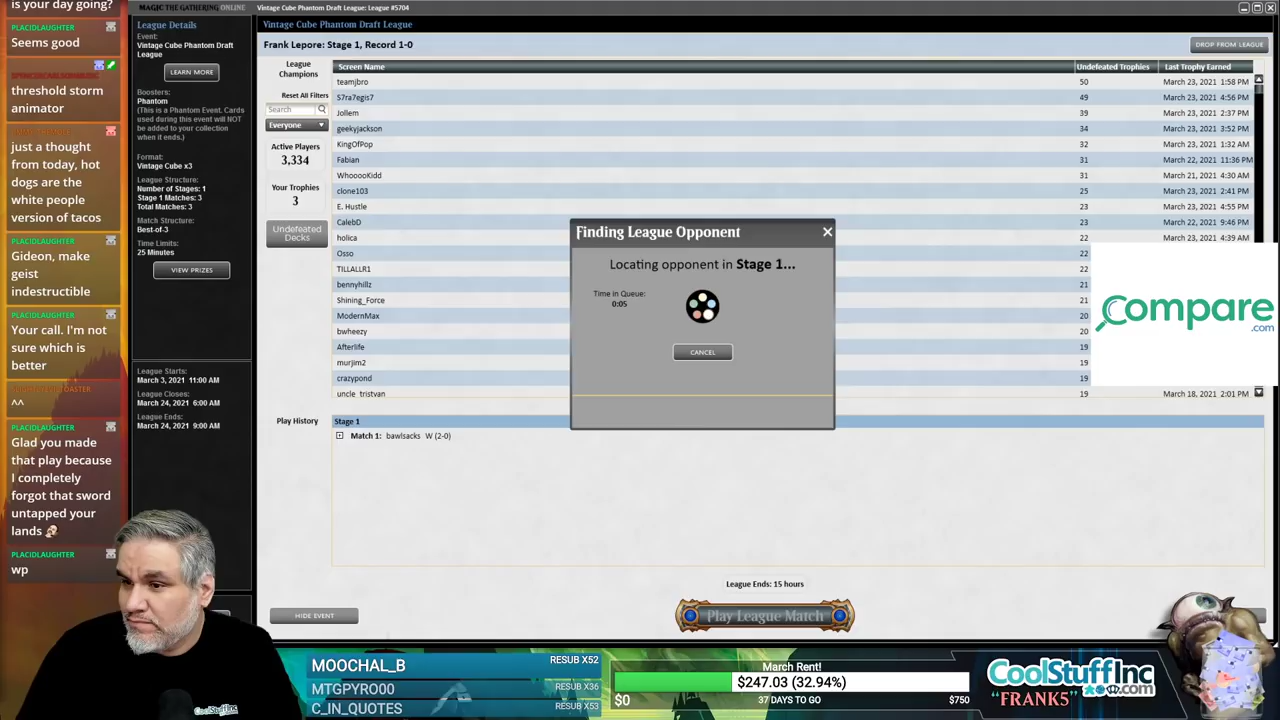 is your day going?
PLACIDLAUGHTER
Seems good
threshold storm
animator
just a thought
from today, hot
dogs are the
white people
version of tacos
PLACIDLAUGHTER
Gideon, make
geist
indestructible
PLACIDLAUGHTER
Your call. I'm not
sure which is
better
^^
PLACIDLAUGHTER
Glad you made
that play because
I completely
forgot that sword
untapped your
lands
PLACIDLAUGHTER
wp
MAGIC THE GATHERING ONLINE
League Details
Event:
Vintage Cube Phantom Draft
League
LEARN MORE
Boosters:
Phantom
(This is a Phantom Event. Cards
used during this event will NOT
be added to your collection
when it ends.)
Format:
Vintage Cube x3
League Structure:
Number of Stages: 1
Stage 1 Matches: 3
Total Matches: 3
Match Structure:
Best-of-3
Time Limits:
25 Minutes
VIEW PRIZES
League Starts:
March 3, 2021 11:00 AM
League Closes:
March 24, 2021 6:00 AM
League Ends:
March 24, 2021 9:00 AM
Vintage Cube Phantom Draft League: League #5704
Vintage Cube Phantom Draft League
Frank Lepore: Stage 1, Record 1-0
DROP FROM LEAGUE
League
Champions
Reset All Filters
Search
Everyone
Active Players
3,334
Your Trophies
3
Undefeated
Decks
Screen Name Undefeated Trophies Last Trophy Earned
teamjbro 50 March 23, 2021 1:58 PM
S7ra7egis7 49 March 23, 2021 4:56 PM
Jollem 39 March 23, 2021 2:37 PM
geekyjackson 34 March 23, 2021 3:52 PM
KingOfPop 32 March 23, 2021 1:32 AM
Fabian 31 March 22, 2021 11:36 PM
WhooooKidd 31 March 21, 2021 4:30 AM
clone103 25 March 23, 2021 2:41 PM
E. Hustle 23 March 23, 2021 4:55 PM
CalebD 23 March 22, 2021 9:46 PM
holica 22 March 23, 2021 4:39 AM
Osso 22
TILLALLR1 22
bennyhillz 21
Shining_Force 21
ModernMax 20
bwheezy 20
Afterlife 19
murjim2 19
crazypond 19
uncle_tristvan 19 March 18, 2021 2:01 PM
Finding League Opponent
Locating opponent in Stage 1...
Time in Queue:
0:05
CANCEL
Compare
.com
Play History
Stage 1
Match 1: bawlsacks W (2-0)
League Ends: 15 hours
HIDE EVENT
Play League Match
MOOCHAL_B RESUB X52
MTGPYRO00 RESUB X36
C_IN_QUOTES RESUB X53
March Rent!
$247.03 (32.94%)
$0 37 DAYS TO GO $750
CoolStuffInc
.com
"FRANK5"
CoolStuffInc
.com